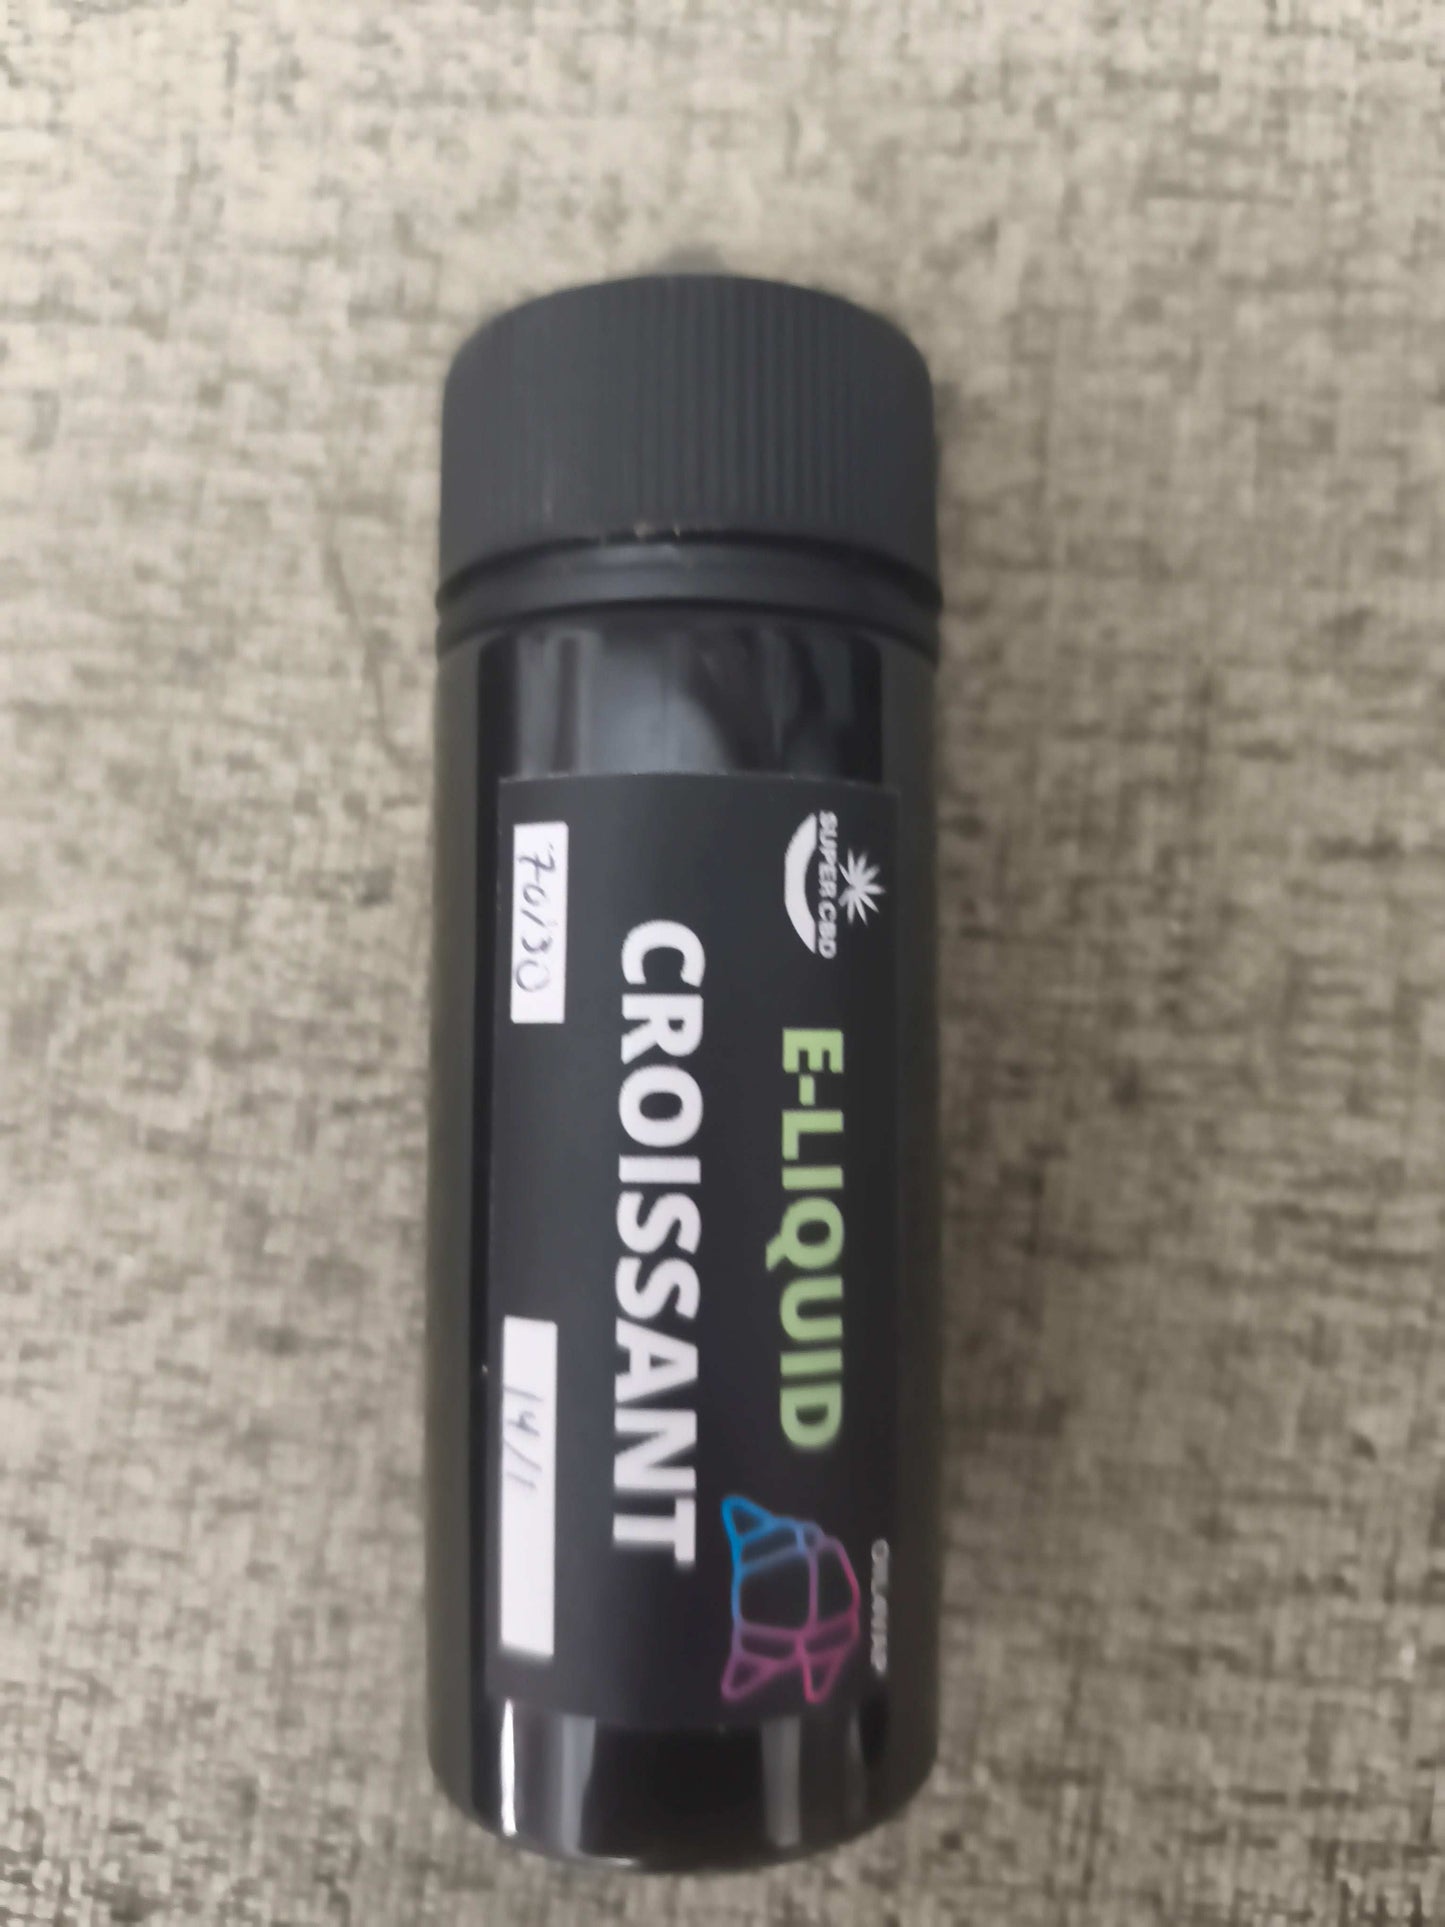 SUPER CBD
E-LIQUID
CROISSANT
70/30
14/1